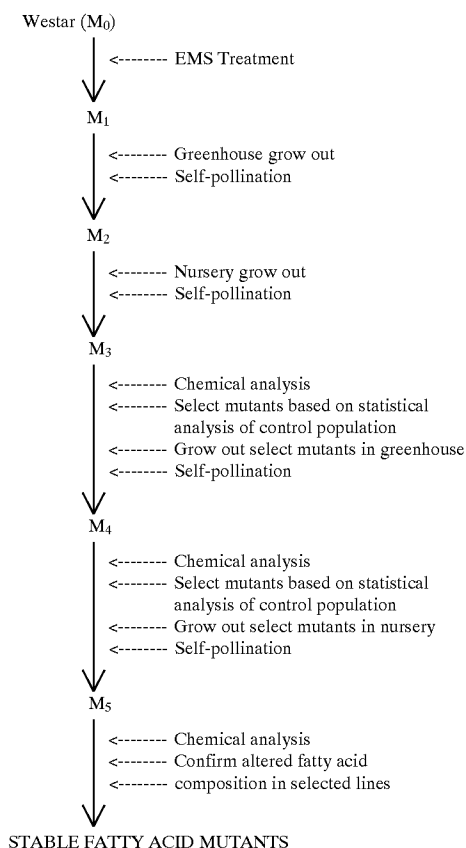 Westar (M0)
<-------- EMS Treatment
M1
<-------- Greenhouse grow out
<-------- Self-pollination
M2
<-------- Nursery grow out
<-------- Self-pollination
M3
<-------- Chemical analysis
<-------- Select mutants based on statistical
analysis of control population
<-------- Grow out select mutants in greenhouse
<-------- Self-pollination
M4
<-------- Chemical analysis
<-------- Select mutants based on statistical
analysis of control population
<-------- Grow out select mutants in nursery
<-------- Self-pollination
M5
<-------- Chemical analysis
<-------- Confirm altered fatty acid
<-------- composition in selected lines
STABLE FATTY ACID MUTANTS